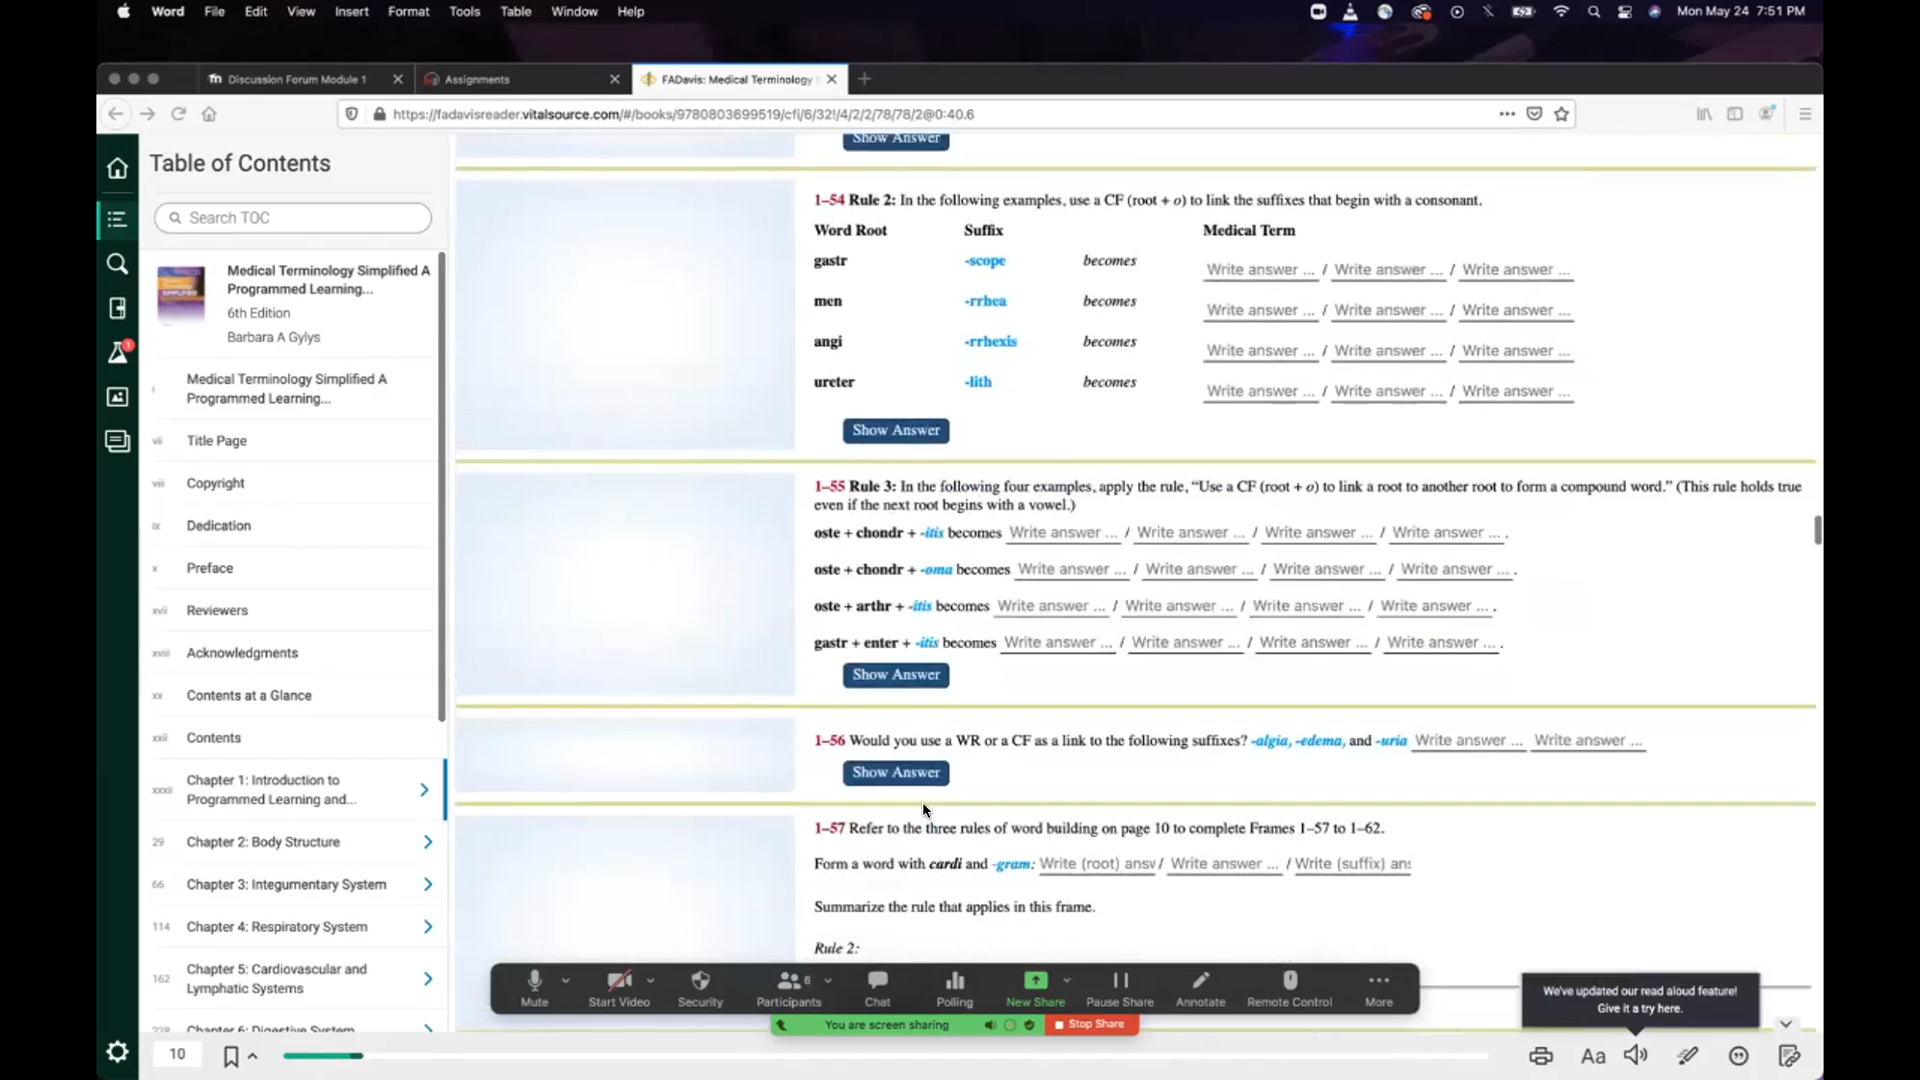 Word File Edit View Insert Format Tools Table Window Help Mon May 24 7:51 PM
Discussion Forum Module 1 Assignments FADavis: Medical Terminology
https://fadavisreader.vitalsource.com/#/books/9780803699519/cfi/6/32!/4/2/2/78/78/2@0:40.6
Table of Contents
Search TOC
Medical Terminology Simplified A
Programmed Learning...
6th Edition
Barbara A Gylys
i Medical Terminology Simplified A
Programmed Learning...
vii Title Page
viii Copyright
ix Dedication
x Preface
xvii Reviewers
xviii Acknowledgments
xx Contents at a Glance
xxii Contents
xxxii Chapter 1: Introduction to
Programmed Learning and...
29 Chapter 2: Body Structure
66 Chapter 3: Integumentary System
114 Chapter 4: Respiratory System
162 Chapter 5: Cardiovascular and
Lymphatic Systems
228 Chapter 6: Digestive System
Show Answer
1–54 Rule 2: In the following examples, use a CF (root + o) to link the suffixes that begin with a consonant.
Word Root Suffix Medical Term
gastr -scope becomes Write answer ... / Write answer ... / Write answer ...
men -rrhea becomes Write answer ... / Write answer ... / Write answer ...
angi -rrhexis becomes Write answer ... / Write answer ... / Write answer ...
ureter -lith becomes Write answer ... / Write answer ... / Write answer ...
Show Answer
1–55 Rule 3: In the following four examples, apply the rule, “Use a CF (root + o) to link a root to another root to form a compound word.” (This rule holds true
even if the next root begins with a vowel.)
oste + chondr + -itis becomes Write answer ... / Write answer ... / Write answer ... / Write answer ... .
oste + chondr + -oma becomes Write answer ... / Write answer ... / Write answer ... / Write answer ... .
oste + arthr + -itis becomes Write answer ... / Write answer ... / Write answer ... / Write answer ... .
gastr + enter + -itis becomes Write answer ... / Write answer ... / Write answer ... / Write answer ... .
Show Answer
1–56 Would you use a WR or a CF as a link to the following suffixes? -algia, -edema, and -uria Write answer ... Write answer ...
Show Answer
1–57 Refer to the three rules of word building on page 10 to complete Frames 1–57 to 1–62.
Form a word with cardi and -gram: Write (root) answ / Write answer ... / Write (suffix) ans
Summarize the rule that applies in this frame.
Rule 2:
Mute Start Video Security Participants 6 Chat Polling New Share Pause Share Annotate Remote Control More
You are screen sharing Stop Share
We've updated our read aloud feature!
Give it a try here.
10 Aa